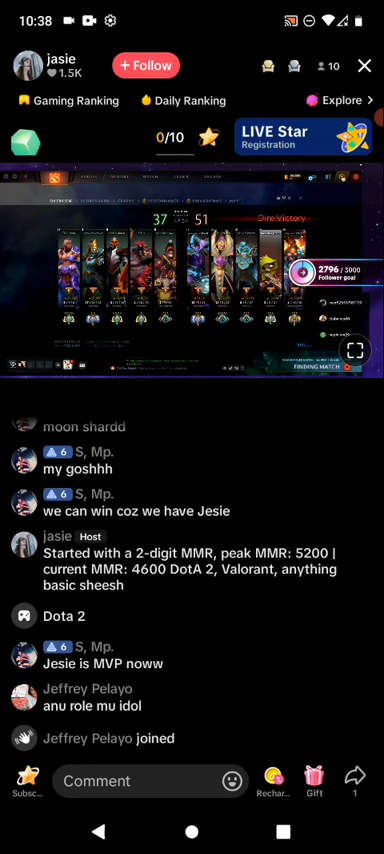 10:38
jasie
1.5K
+ Follow
10
Gaming Ranking
Daily Ranking
Explore >
0/10
LIVE Star
Registration
37
51
Dire Victory
2796 / 3000
Follower goal
FINDING MATCH
moon shardd
6 S, Mp.
my goshhh
6 S, Mp.
we can win coz we have Jesie
jasie Host
Started with a 2-digit MMR, peak MMR: 5200 |
current MMR: 4600 DotA 2, Valorant, anything
basic sheesh
Dota 2
6 S, Mp.
Jesie is MVP noww
Jeffrey Pelayo
anu role mu idol
Jeffrey Pelayo joined
Comment
Subsc...
Rechar...
Gift
1